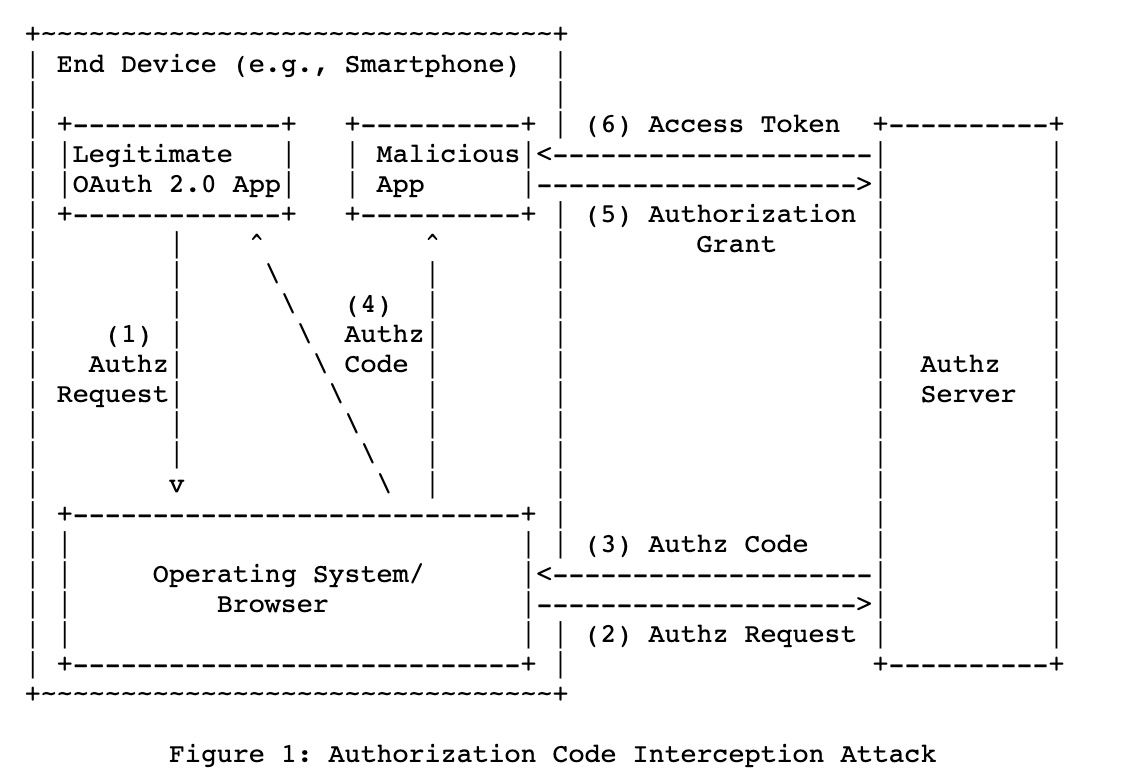 End Device (e.g., Smartphone)
(6) Access Token
Legitimate
OAuth 2.0 App
Malicious
App
(5) Authorization
Grant
(4)
Authz
Code
(1)
Authz
Request
Authz
Server
(3) Authz Code
Operating System/
Browser
(2) Authz Request
Figure 1: Authorization Code Interception Attack